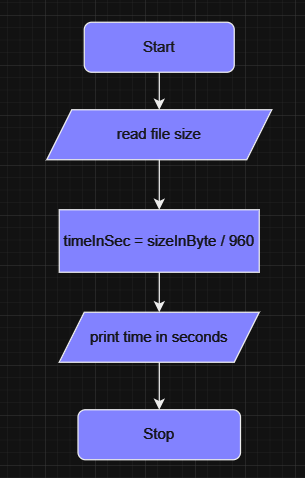 Start
read file size
timeInSec = sizeInByte / 960
print time in seconds
Stop